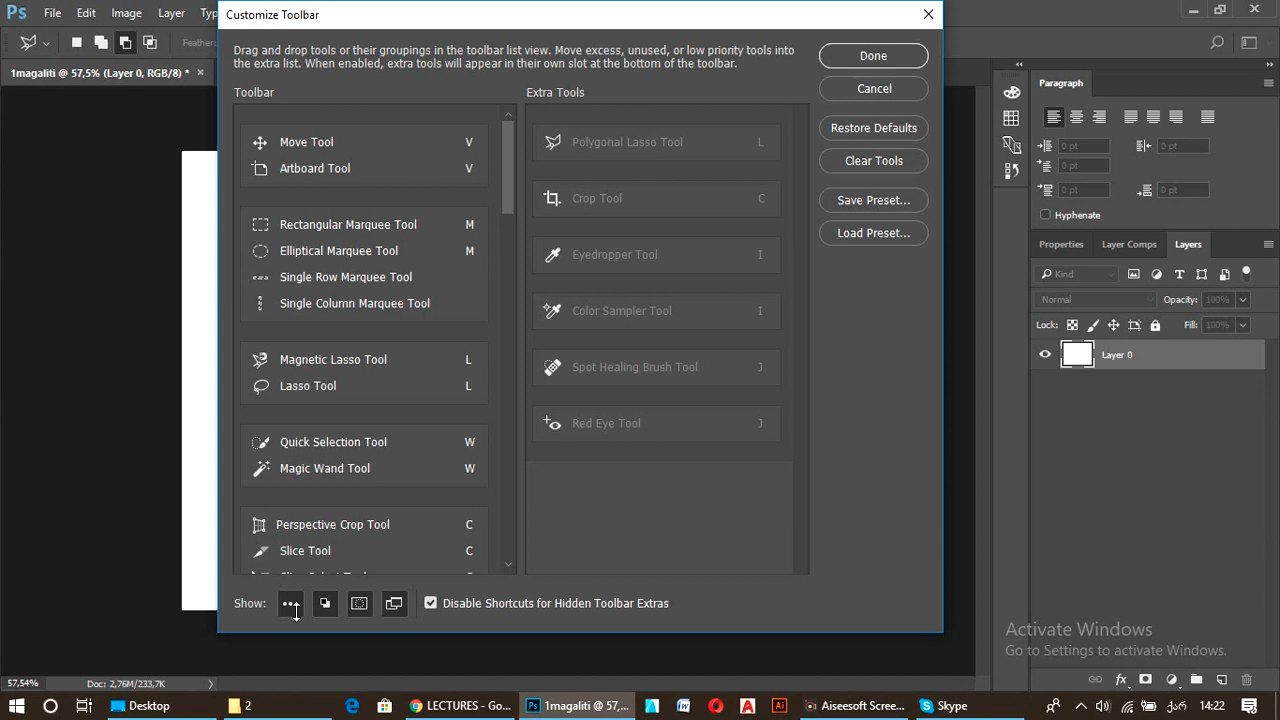 Ps File Edit Image Layer Typ
Customize Toolbar
Feather:
Drag and drop tools or their groupings in the toolbar list view. Move excess, unused, or low priority tools into
the extra list. When enabled, extra tools will appear in their own slot at the bottom of the toolbar.
1magaliti @ 57,5% (Layer 0, RGB/8) *
Toolbar
Extra Tools
Move Tool V
Artboard Tool V
Rectangular Marquee Tool M
Elliptical Marquee Tool M
Single Row Marquee Tool
Single Column Marquee Tool
Magnetic Lasso Tool L
Lasso Tool L
Quick Selection Tool W
Magic Wand Tool W
Perspective Crop Tool C
Slice Tool C
Polygonal Lasso Tool L
Crop Tool C
Eyedropper Tool I
Color Sampler Tool I
Spot Healing Brush Tool J
Red Eye Tool J
Done
Cancel
Restore Defaults
Clear Tools
Save Preset...
Load Preset...
Show:
Disable Shortcuts for Hidden Toolbar Extras
Paragraph
0 pt 0 pt
0 pt
0 pt 0 pt
Hyphenate
Properties Layer Comps Layers
Kind
Normal Opacity: 100%
Lock: Fill: 100%
Layer 0
Activate Windows
Go to Settings to activate Windows.
57,54% Doc: 2,76M/233,7K
Desktop 2 LECTURES - Go... Ps 1magaliti @ 57,... Ai Aiseesoft Scree... Skype 14:22